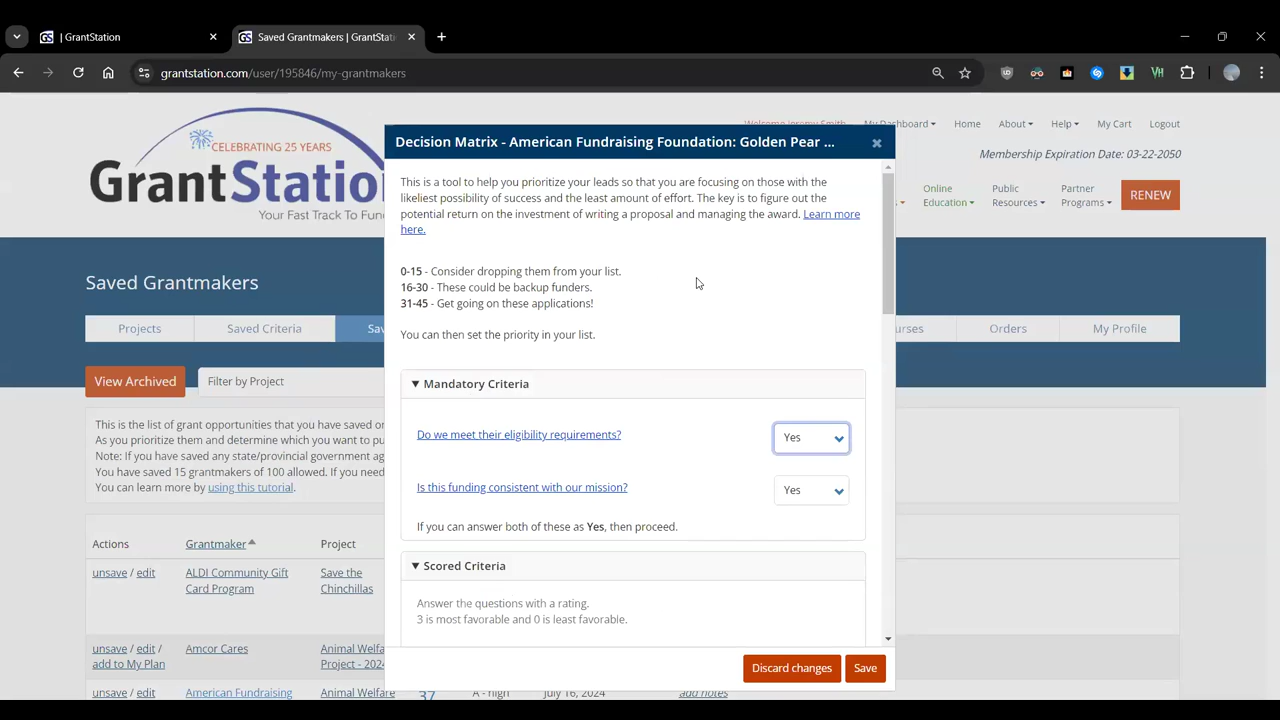 | GrantStation
Saved Grantmakers | GrantStati
grantstation.com/user/195846/my-grantmakers
CELEBRATING 25 YEARS
GrantStat
Your Fast Track To Fu
Welcome Jeremy Smith
My Dashboard
Home
About
Help
My Cart
Logout
Membership Expiration Date: 03-22-2050
Online
Education
Public
Resources
Partner
Programs
RENEW
Saved Grantmakers
Projects
Saved Criteria
Sav
urses
Orders
My Profile
View Archived
Filter by Project
This is the list of grant opportunities that you have saved or
As you prioritize them and determine which you want to pu
Note: If you have saved any state/provincial government ag
You have saved 15 grantmakers of 100 allowed. If you need
You can learn more by using this tutorial.
Actions
Grantmaker
Project
unsave / edit
ALDI Community Gift
Card Program
Save the
Chinchillas
unsave / edit /
add to My Plan
Amcor Cares
Animal Welfare
Project - 2024
unsave / edit
American Fundraising
Animal Welfare
37
A - high
July 16, 2024
add notes
Decision Matrix - American Fundraising Foundation: Golden Pear ...
This is a tool to help you prioritize your leads so that you are focusing on those with the
likeliest possibility of success and the least amount of effort. The key is to figure out the
potential return on the investment of writing a proposal and managing the award. Learn more
here.
0-15 - Consider dropping them from your list.
16-30 - These could be backup funders.
31-45 - Get going on these applications!
You can then set the priority in your list.
Mandatory Criteria
Do we meet their eligibility requirements?
Yes
Is this funding consistent with our mission?
Yes
If you can answer both of these as Yes, then proceed.
Scored Criteria
Answer the questions with a rating.
3 is most favorable and 0 is least favorable.
Discard changes
Save